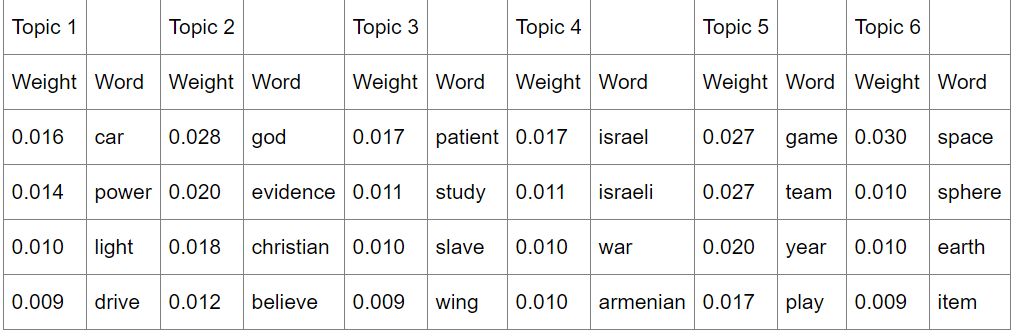 Topic 1 Topic 2 Topic 3 Topic 4 Topic 5 Topic 6
Weight Word Weight Word Weight Word Weight Word Weight Word Weight Word
0.016 car 0.028 god 0.017 patient 0.017 israel 0.027 game 0.030 space
0.014 power 0.020 evidence 0.011 study 0.011 israeli 0.027 team 0.010 sphere
0.010 light 0.018 christian 0.010 slave 0.010 war 0.020 year 0.010 earth
0.009 drive 0.012 believe 0.009 wing 0.010 armenian 0.017 play 0.009 item